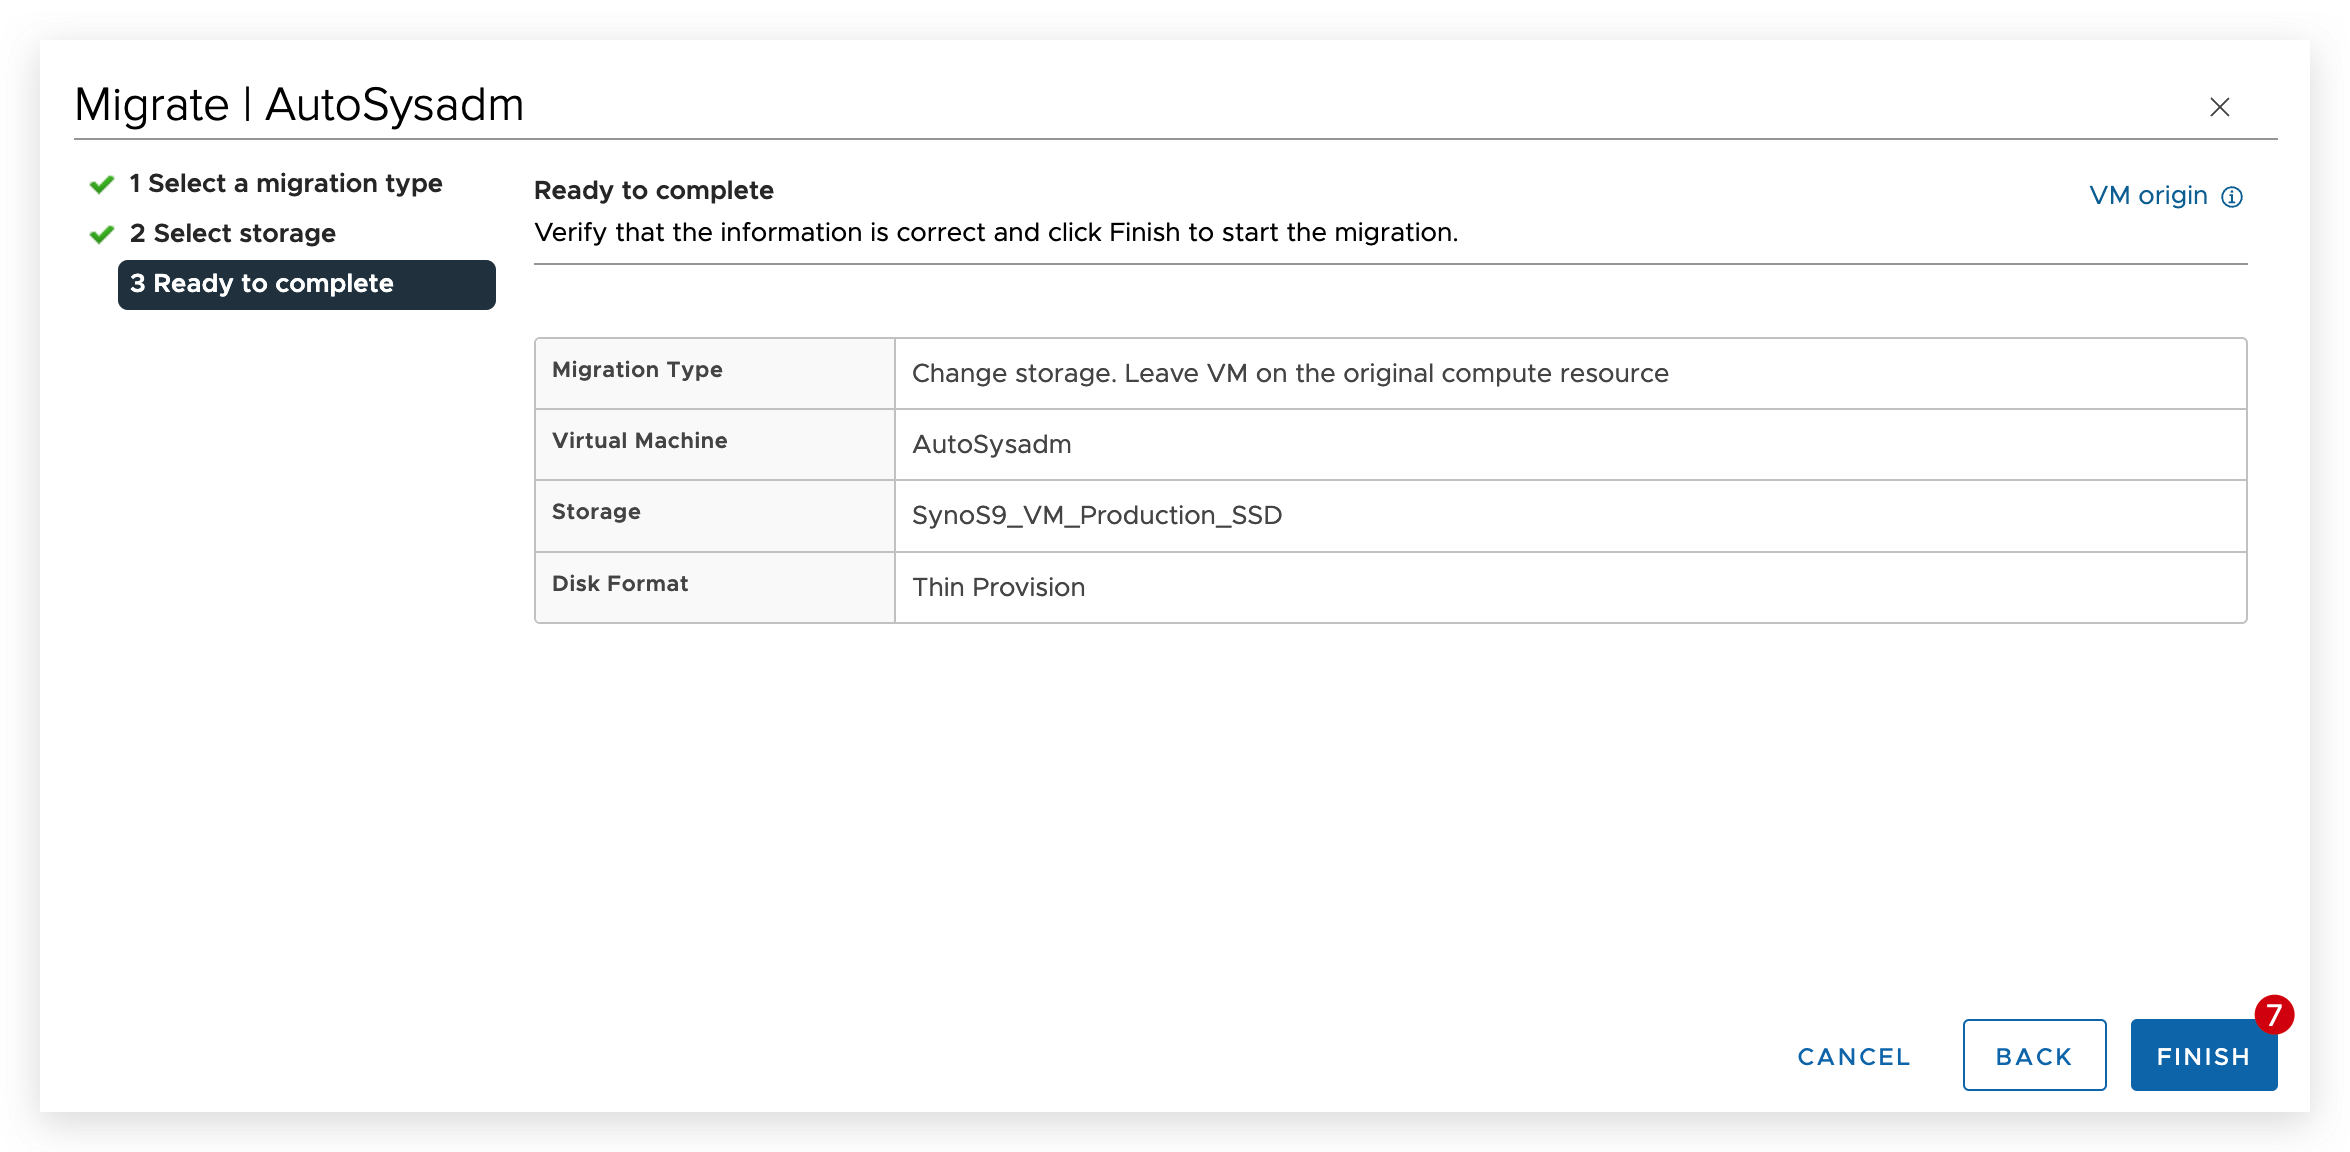 Migrate | AutoSysadm
1 Select a migration type
2 Select storage
3 Ready to complete
Ready to complete
VM origin
Verify that the information is correct and click Finish to start the migration.
Migration Type
Change storage. Leave VM on the original compute resource
Virtual Machine
AutoSysadm
Storage
SynoS9_VM_Production_SSD
Disk Format
Thin Provision
CANCEL
BACK
FINISH
7